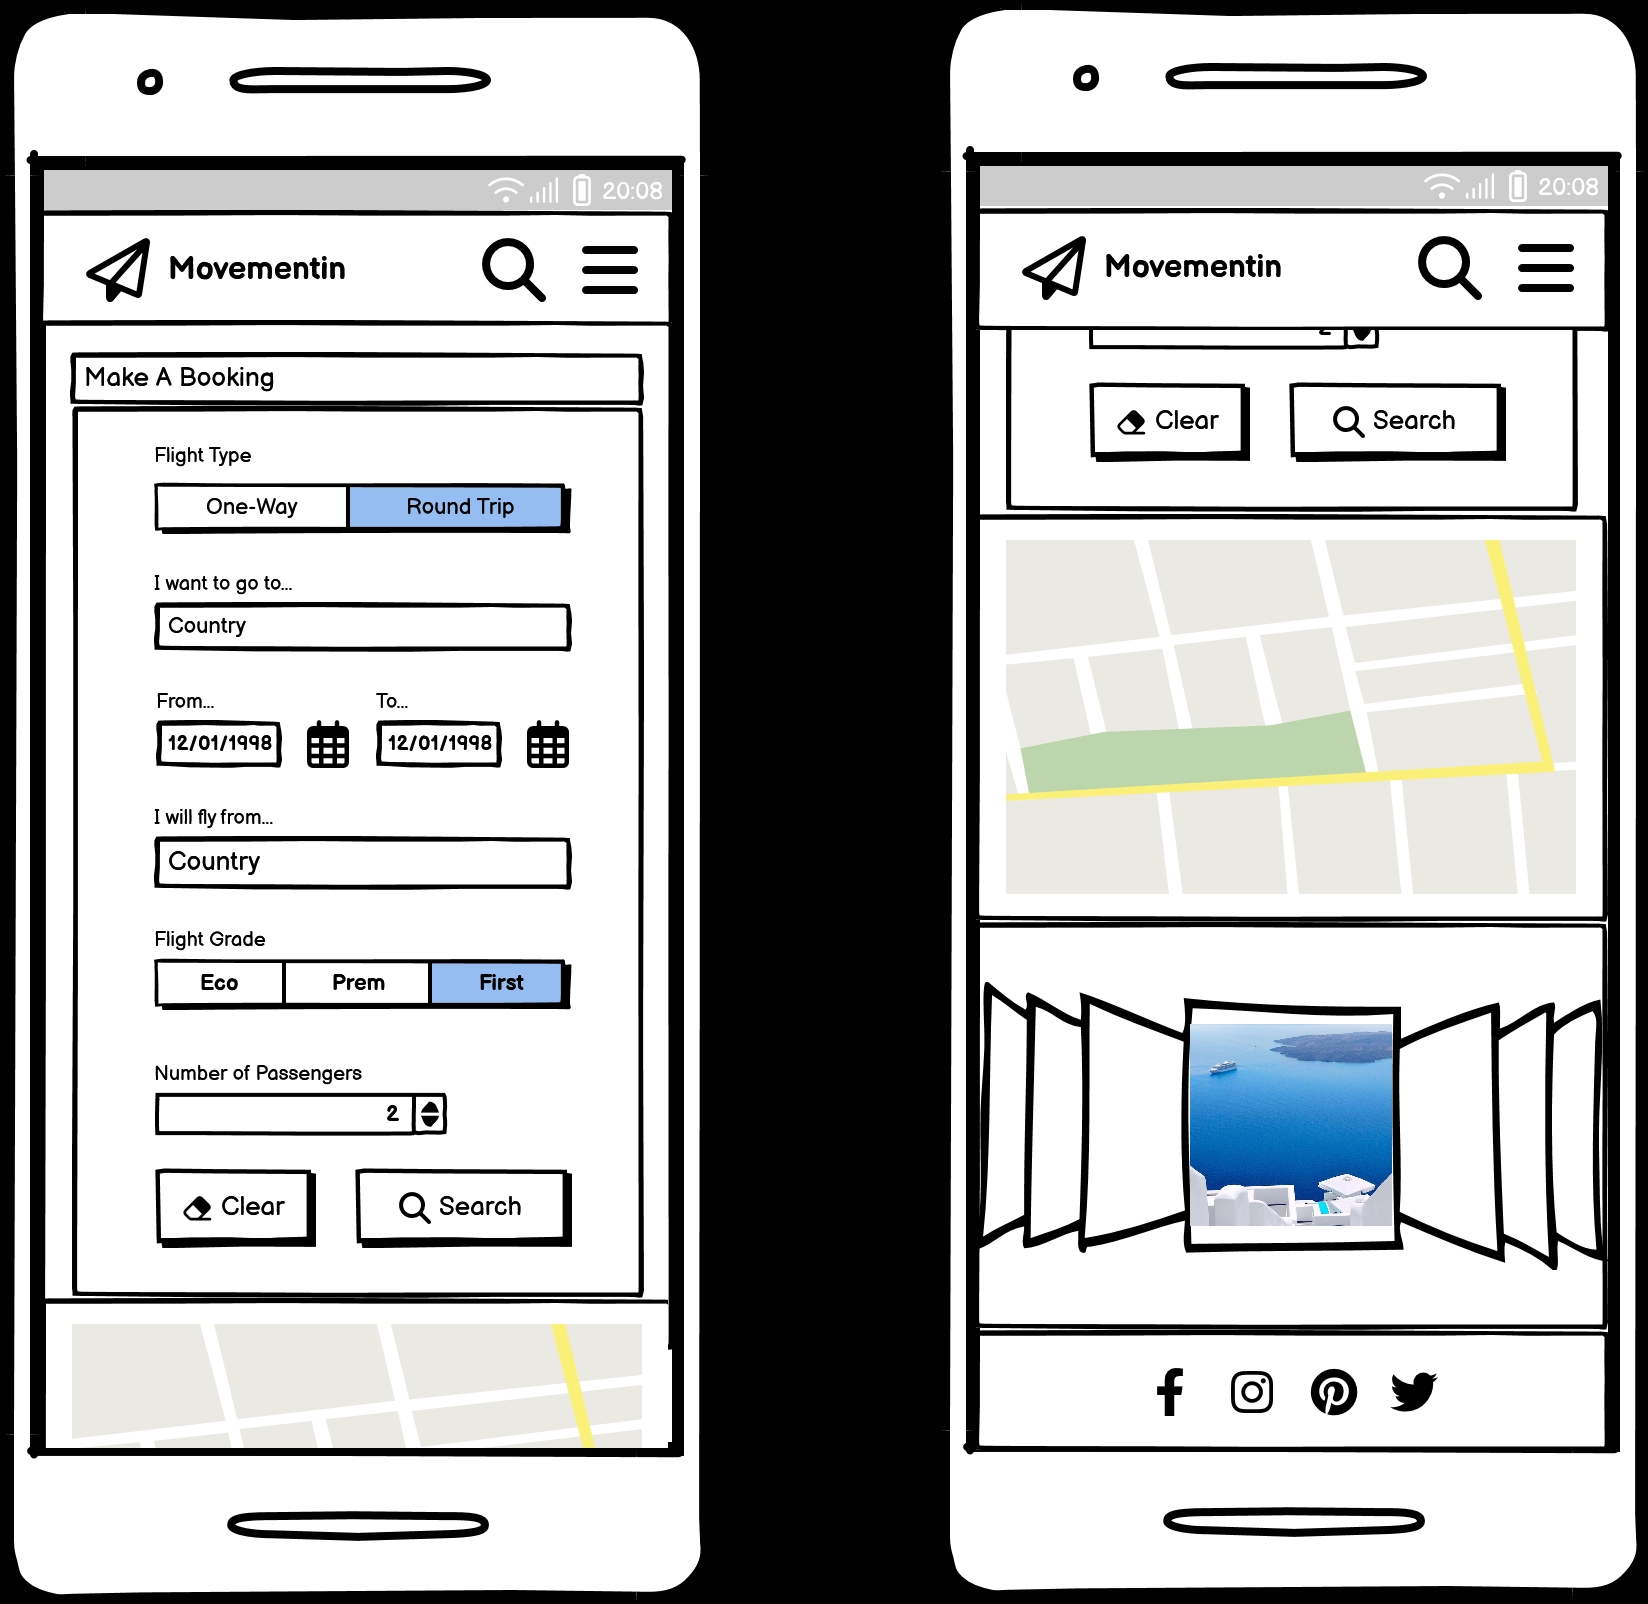 20:08
Movementin
Make A Booking
Flight Type
One-Way Round Trip
I want to go to...
Country
From... To...
12/01/1998 12/01/1998
I will fly from...
Country
Flight Grade
Eco Prem First
Number of Passengers
2
Clear Search
20:08
Movementin
2
Clear Search